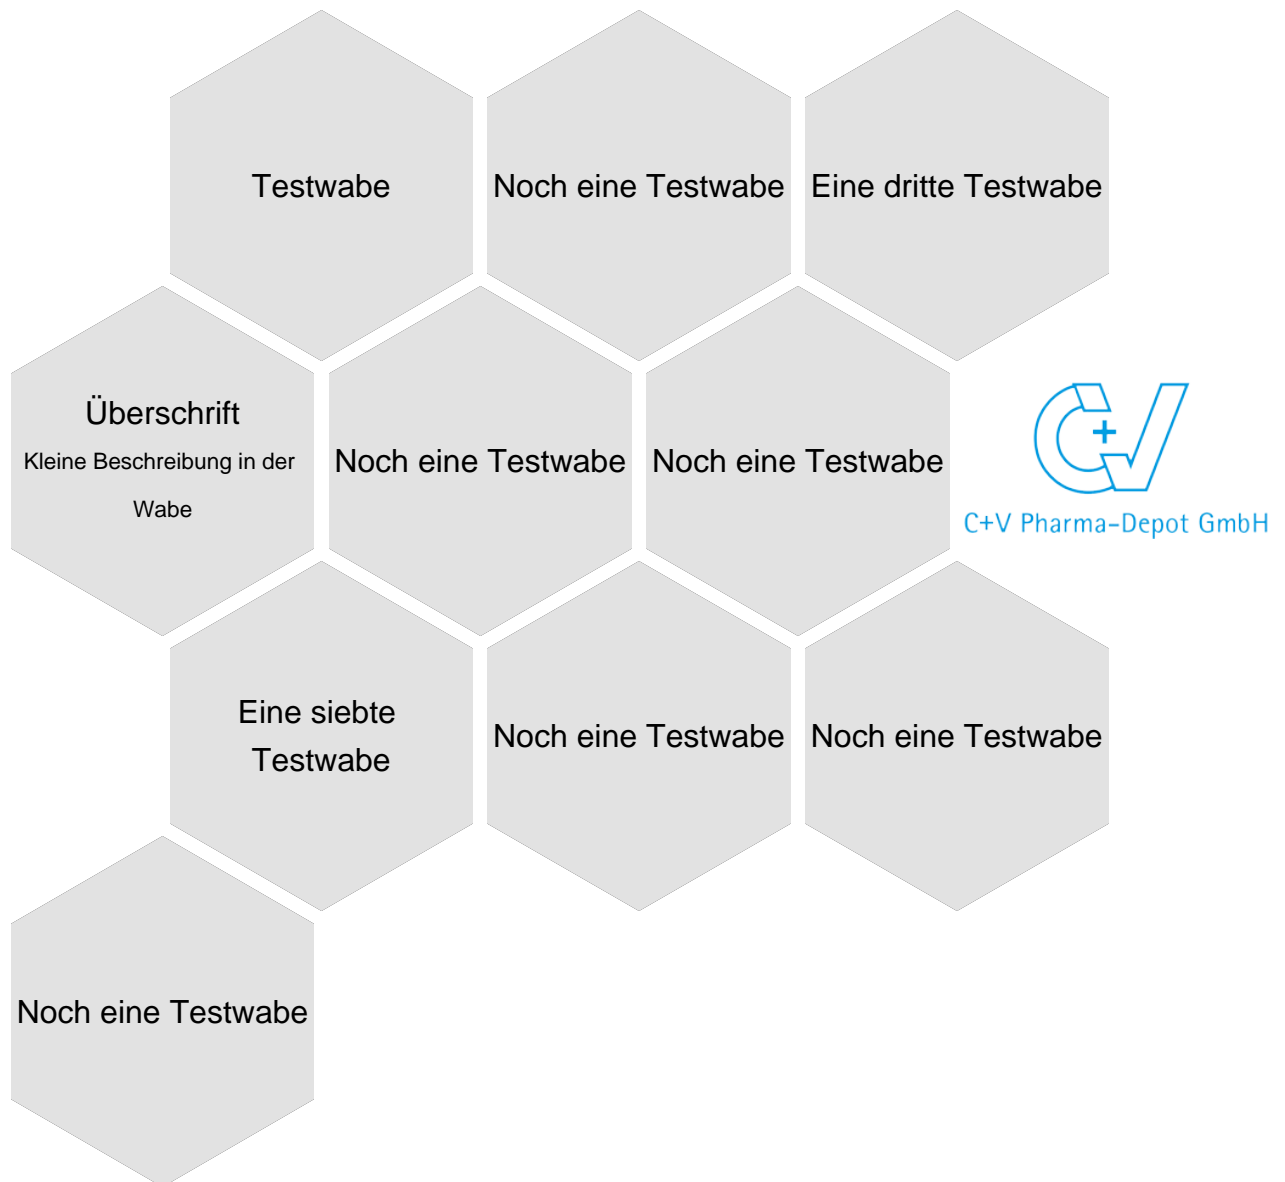 Testwabe
Noch eine Testwabe
Eine dritte Testwabe
Überschrift
Kleine Beschreibung in der
Wabe
Noch eine Testwabe
Noch eine Testwabe
C+V
C+V Pharma-Depot GmbH
Eine siebte
Testwabe
Noch eine Testwabe
Noch eine Testwabe
Noch eine Testwabe